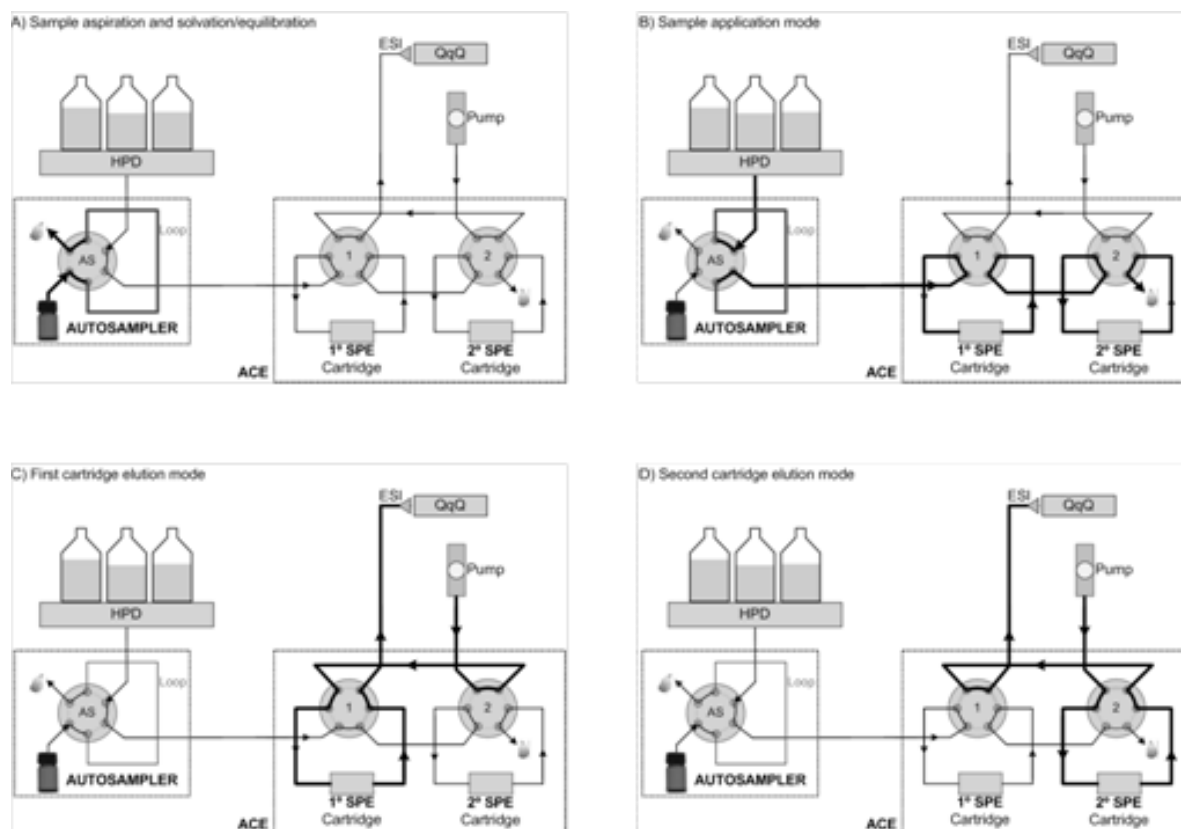 A) Sample aspiration and solvation/equilibration
ESI
QqQ
Pump
HPD
Loop
AS
1
2
AUTOSAMPLER
1º SPE
Cartridge
2º SPE
Cartridge
ACE
B) Sample application mode
ESI
QqQ
Pump
HPD
Loop
AS
1
2
AUTOSAMPLER
1º SPE
Cartridge
2º SPE
Cartridge
ACE
C) First cartridge elution mode
ESI
QqQ
Pump
HPD
Loop
AS
1
2
AUTOSAMPLER
1º SPE
Cartridge
2º SPE
Cartridge
ACE
D) Second cartridge elution mode
ESI
QqQ
Pump
HPD
Loop
AS
1
2
AUTOSAMPLER
1º SPE
Cartridge
2º SPE
Cartridge
ACE